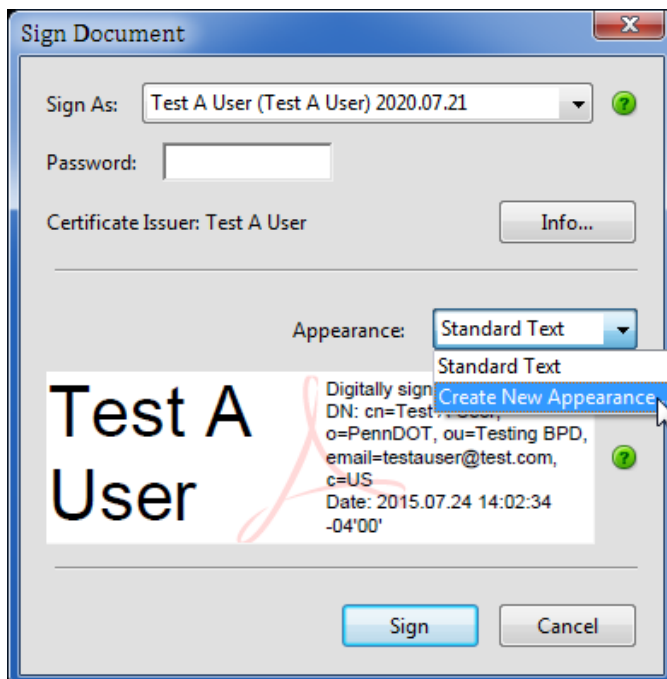 Sign Document
Sign As: Test A User (Test A User) 2020.07.21
Password:
Certificate Issuer: Test A User Info...
Appearance: Standard Text
Standard Text
Create New Appearance
Test A
User
Digitally sign
DN: cn=Test
o=PennDOT, ou=Testing BPD,
email=testauser@test.com,
c=US
Date: 2015.07.24 14:02:34
-04'00'
Sign Cancel